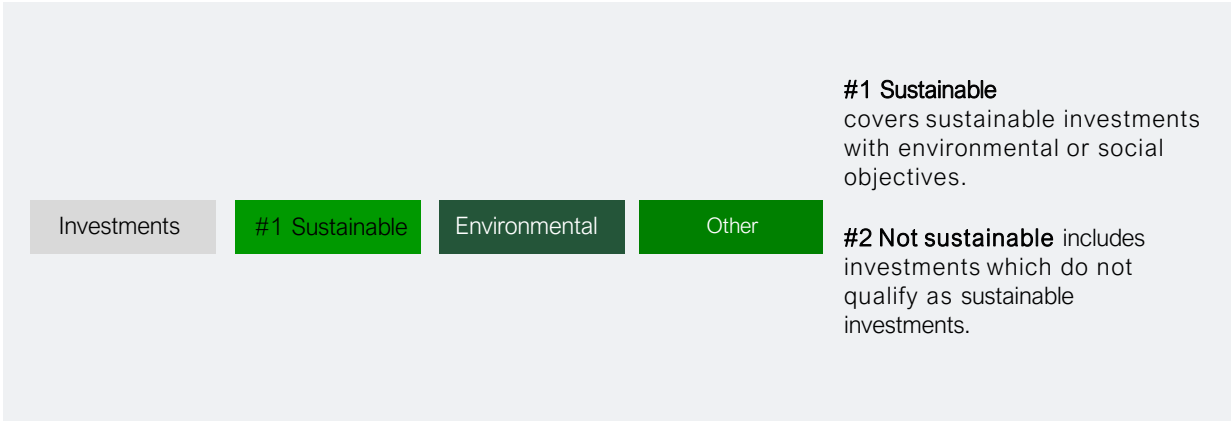 Investments
#1 Sustainable
Environmental
Other
#1 Sustainable
covers sustainable investments
with environmental or social
objectives.
#2 Not sustainable includes
investments which do not
qualify as sustainable
investments.